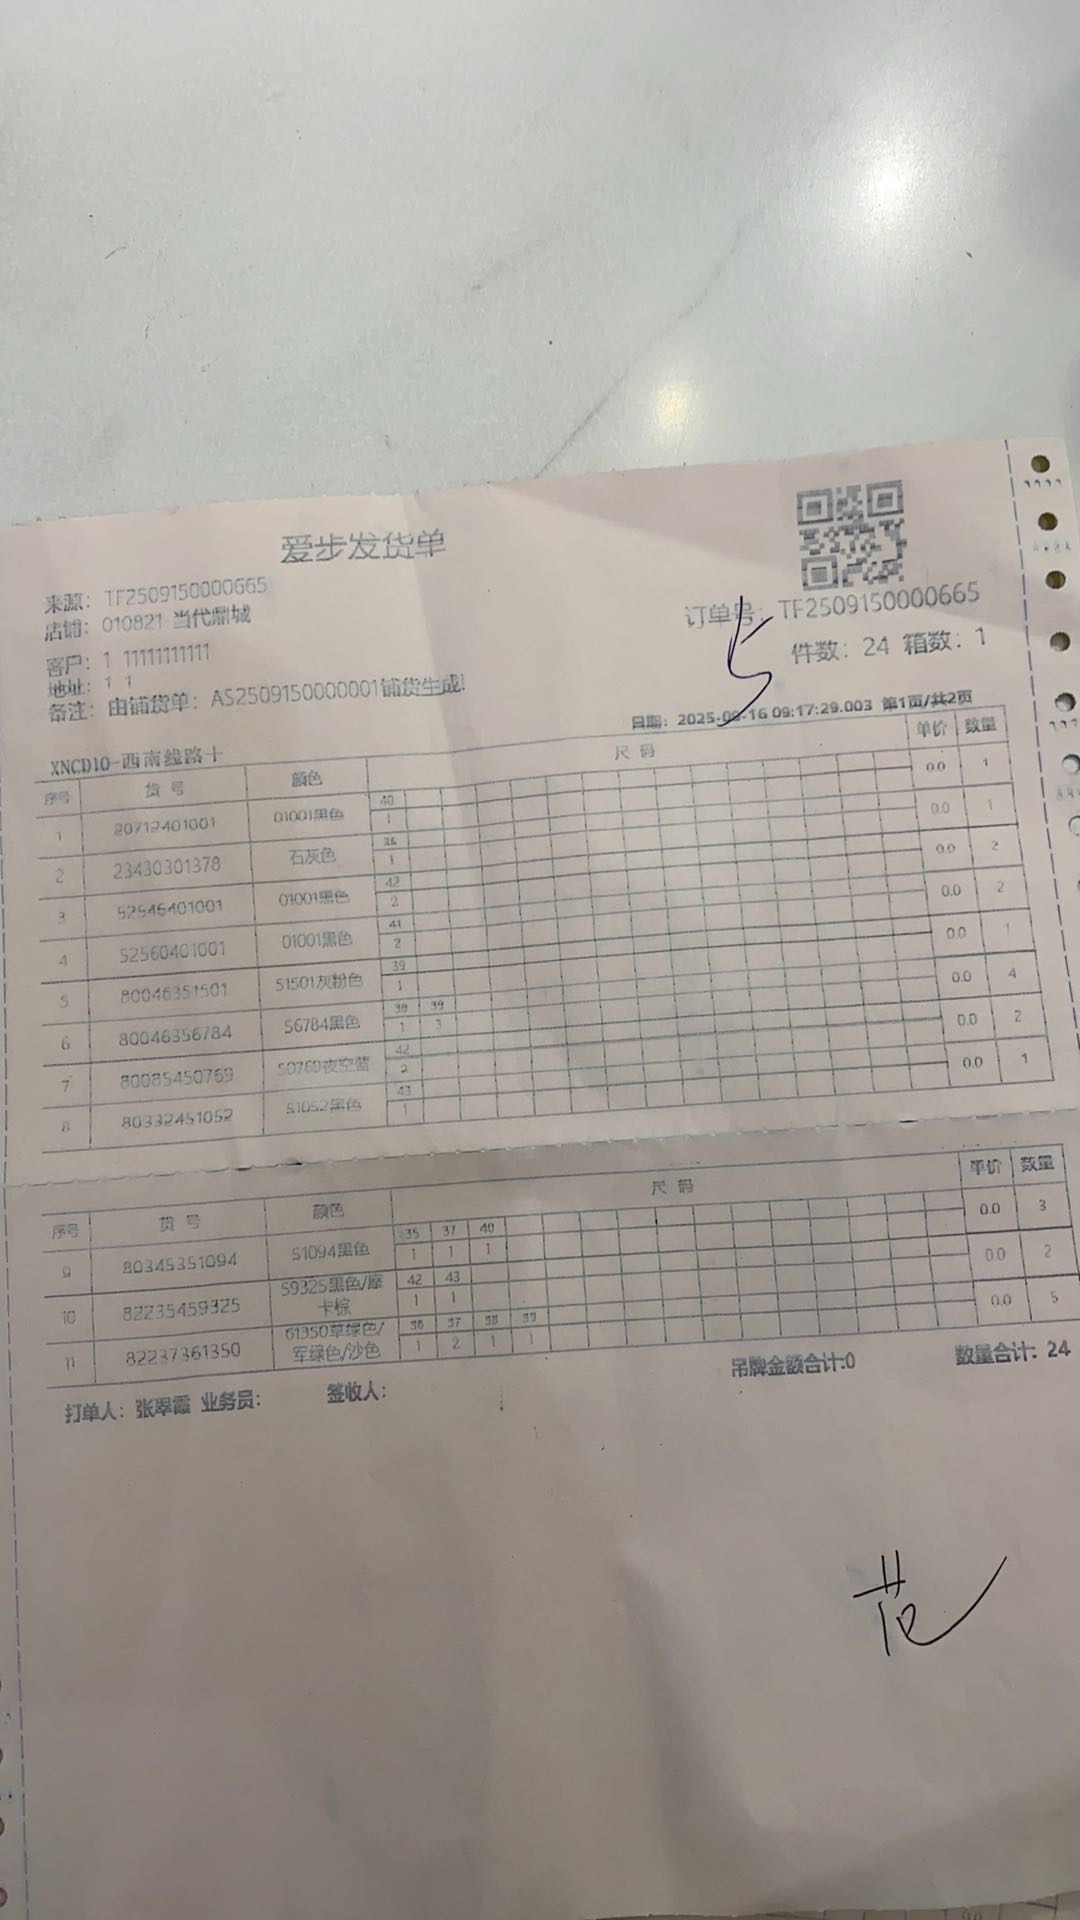 爱步发货单
来源：TF2509150000665
店铺：010821 当代鼎城
订单号：TF2509150000665
客户：1 11111111111
件数：24 箱数：1
地址：1 1
备注：由铺货单：AS2509150000001铺货生成!
5
日期：2025-09-16 09:17:29.003 第1页/共2页
XNCD10-西南线路十
序号 货号 颜色 尺码 单价 数量
40
1 20712401001 01001黑色 1 0.0 1
36
2 23430301378 石灰色 1 0.0 1
42
3 52546401001 01001黑色 2 0.0 2
41
4 52560401001 01001黑色 2 0.0 2
39
5 80046351501 51501灰粉色 1 0.0 1
38 39
6 80046356784 56784黑色 1 3 0.0 4
42
7 80085450769 50769夜空蓝 2 0.0 2
43
8 80332451052 51052黑色 1 0.0 1
序号 货号 颜色 尺码 单价 数量
35 37 40
9 80345351094 51094黑色 1 1 1 0.0 3
42 43
10 82235459325 59325黑色/摩卡棕 1 1 0.0 2
36 37 38 39
11 82237361350 61350草绿色/军绿色/沙色 1 2 1 1 0.0 5
吊牌金额合计:0 数量合计：24
打单人：张翠霞 业务员： 签收人：
范